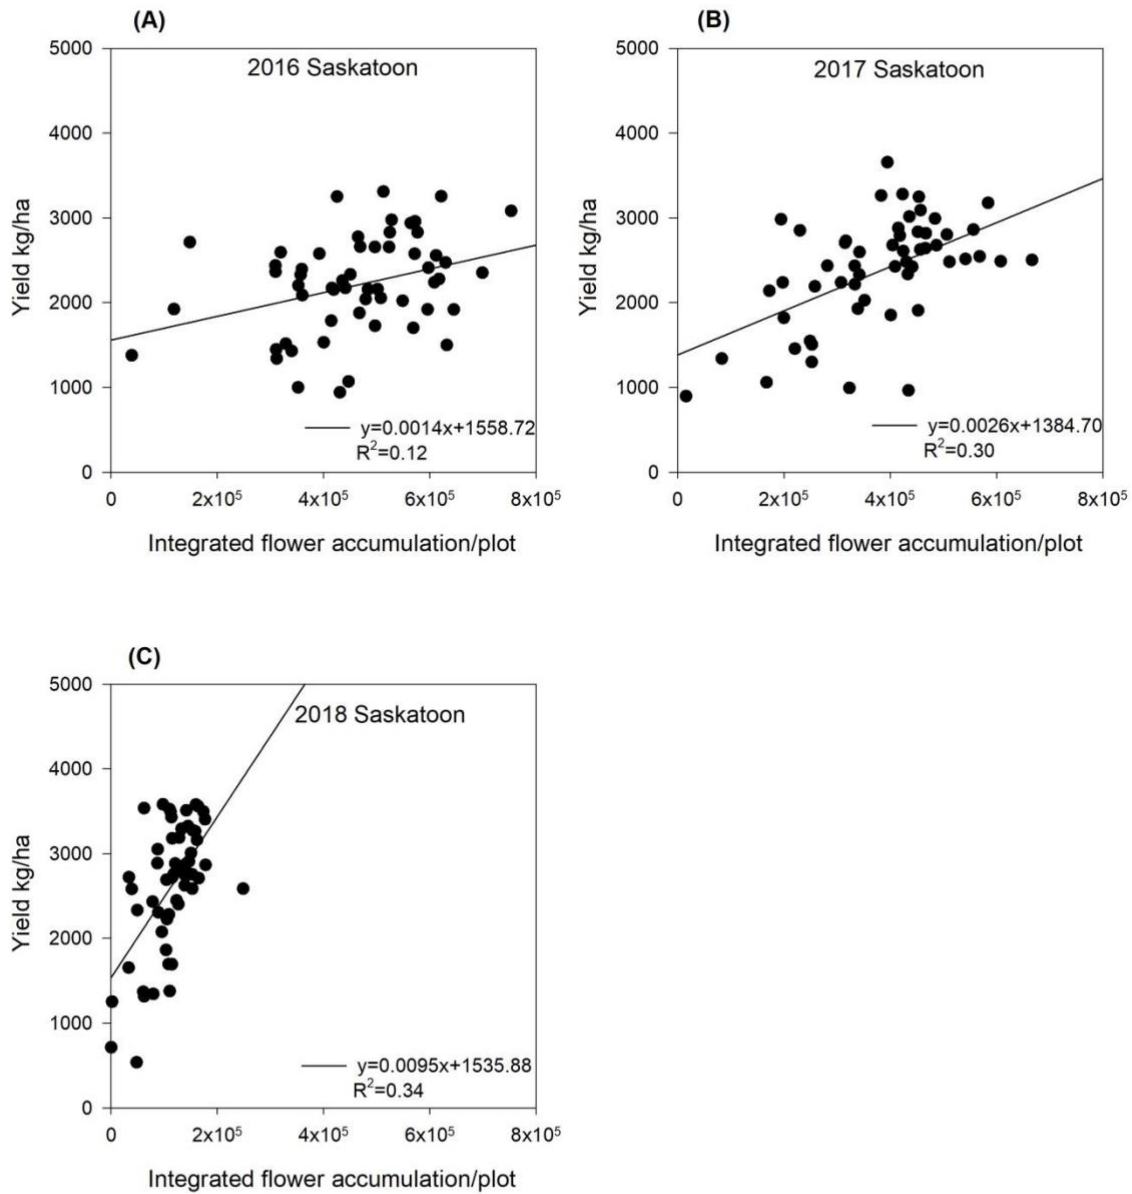 (A)
2016 Saskatoon
5000
4000
3000
2000
1000
0
Yield kg/ha
y=0.0014x+1558.72
R²=0.12
0 2x10⁵ 4x10⁵ 6x10⁵ 8x10⁵
Integrated flower accumulation/plot
(B)
2017 Saskatoon
5000
4000
3000
2000
1000
0
Yield kg/ha
y=0.0026x+1384.70
R²=0.30
0 2x10⁵ 4x10⁵ 6x10⁵ 8x10⁵
Integrated flower accumulation/plot
(C)
2018 Saskatoon
5000
4000
3000
2000
1000
0
Yield kg/ha
y=0.0095x+1535.88
R²=0.34
0 2x10⁵ 4x10⁵ 6x10⁵ 8x10⁵
Integrated flower accumulation/plot